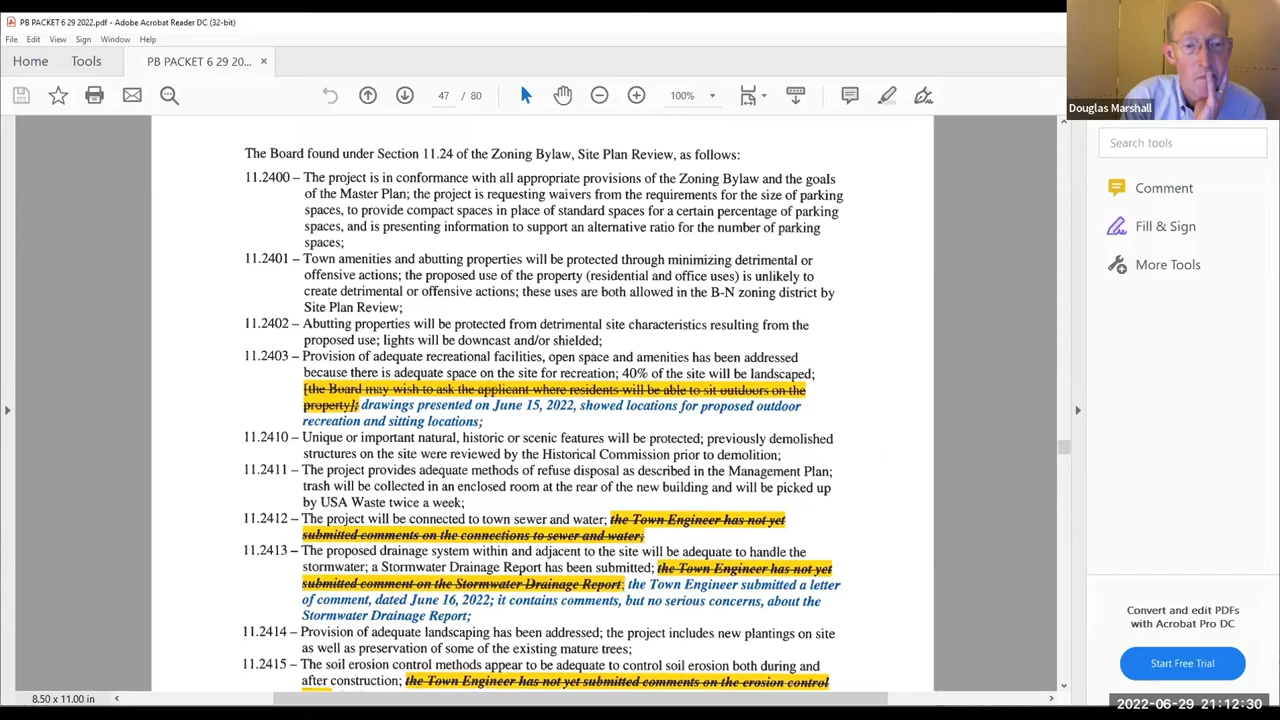 PB PACKET 6 29 2022.pdf - Adobe Acrobat Reader DC (32-bit)
File Edit View Sign Window Help
Home Tools PB PACKET 6 29 20... ×
47 / 80 100%
Douglas Marshall
Search tools
Comment
Fill & Sign
More Tools
The Board found under Section 11.24 of the Zoning Bylaw, Site Plan Review, as follows:
11.2400 – The project is in conformance with all appropriate provisions of the Zoning Bylaw and the goals
of the Master Plan; the project is requesting waivers from the requirements for the size of parking
spaces, to provide compact spaces in place of standard spaces for a certain percentage of parking
spaces, and is presenting information to support an alternative ratio for the number of parking
spaces;
11.2401 – Town amenities and abutting properties will be protected through minimizing detrimental or
offensive actions; the proposed use of the property (residential and office uses) is unlikely to
create detrimental or offensive actions; these uses are both allowed in the B-N zoning district by
Site Plan Review;
11.2402 – Abutting properties will be protected from detrimental site characteristics resulting from the
proposed use; lights will be downcast and/or shielded;
11.2403 – Provision of adequate recreational facilities, open space and amenities has been addressed
because there is adequate space on the site for recreation; 40% of the site will be landscaped;
[the Board may wish to ask the applicant where residents will be able to sit outdoors on the
property]; drawings presented on June 15, 2022, showed locations for proposed outdoor
recreation and sitting locations;
11.2410 – Unique or important natural, historic or scenic features will be protected; previously demolished
structures on the site were reviewed by the Historical Commission prior to demolition;
11.2411 – The project provides adequate methods of refuse disposal as described in the Management Plan;
trash will be collected in an enclosed room at the rear of the new building and will be picked up
by USA Waste twice a week;
11.2412 – The project will be connected to town sewer and water; the Town Engineer has not yet
submitted comments on the connections to sewer and water;
11.2413 – The proposed drainage system within and adjacent to the site will be adequate to handle the
stormwater; a Stormwater Drainage Report has been submitted; the Town Engineer has not yet
submitted comment on the Stormwater Drainage Report; the Town Engineer submitted a letter
of comment, dated June 16, 2022; it contains comments, but no serious concerns, about the
Stormwater Drainage Report;
11.2414 – Provision of adequate landscaping has been addressed; the project includes new plantings on site
as well as preservation of some of the existing mature trees;
11.2415 – The soil erosion control methods appear to be adequate to control soil erosion both during and
after construction; the Town Engineer has not yet submitted comments on the erosion control
Convert and edit PDFs
with Acrobat Pro DC
Start Free Trial
8.50 x 11.00 in
2022-06-29 21:12:30